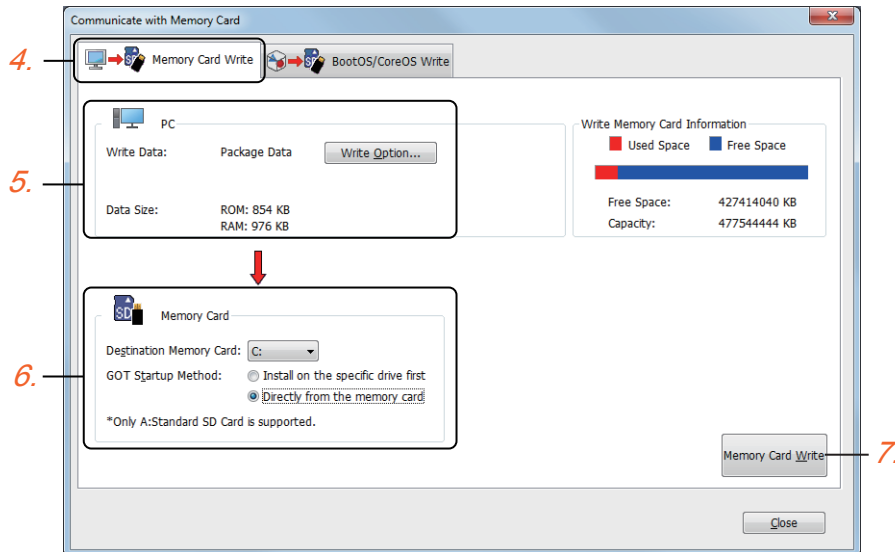 Communicate with Memory Card
x
4.
Memory Card Write
BootOS/CoreOS Write
5.
PC
Write Data: Package Data Write Option...
Data Size: ROM: 854 KB
RAM: 976 KB
Write Memory Card Information
Used Space Free Space
Free Space: 427414040 KB
Capacity: 477544444 KB
6.
SD
Memory Card
Destination Memory Card: C:
GOT Startup Method: Install on the specific drive first
Directly from the memory card
*Only A:Standard SD Card is supported.
Memory Card Write
7.
Close